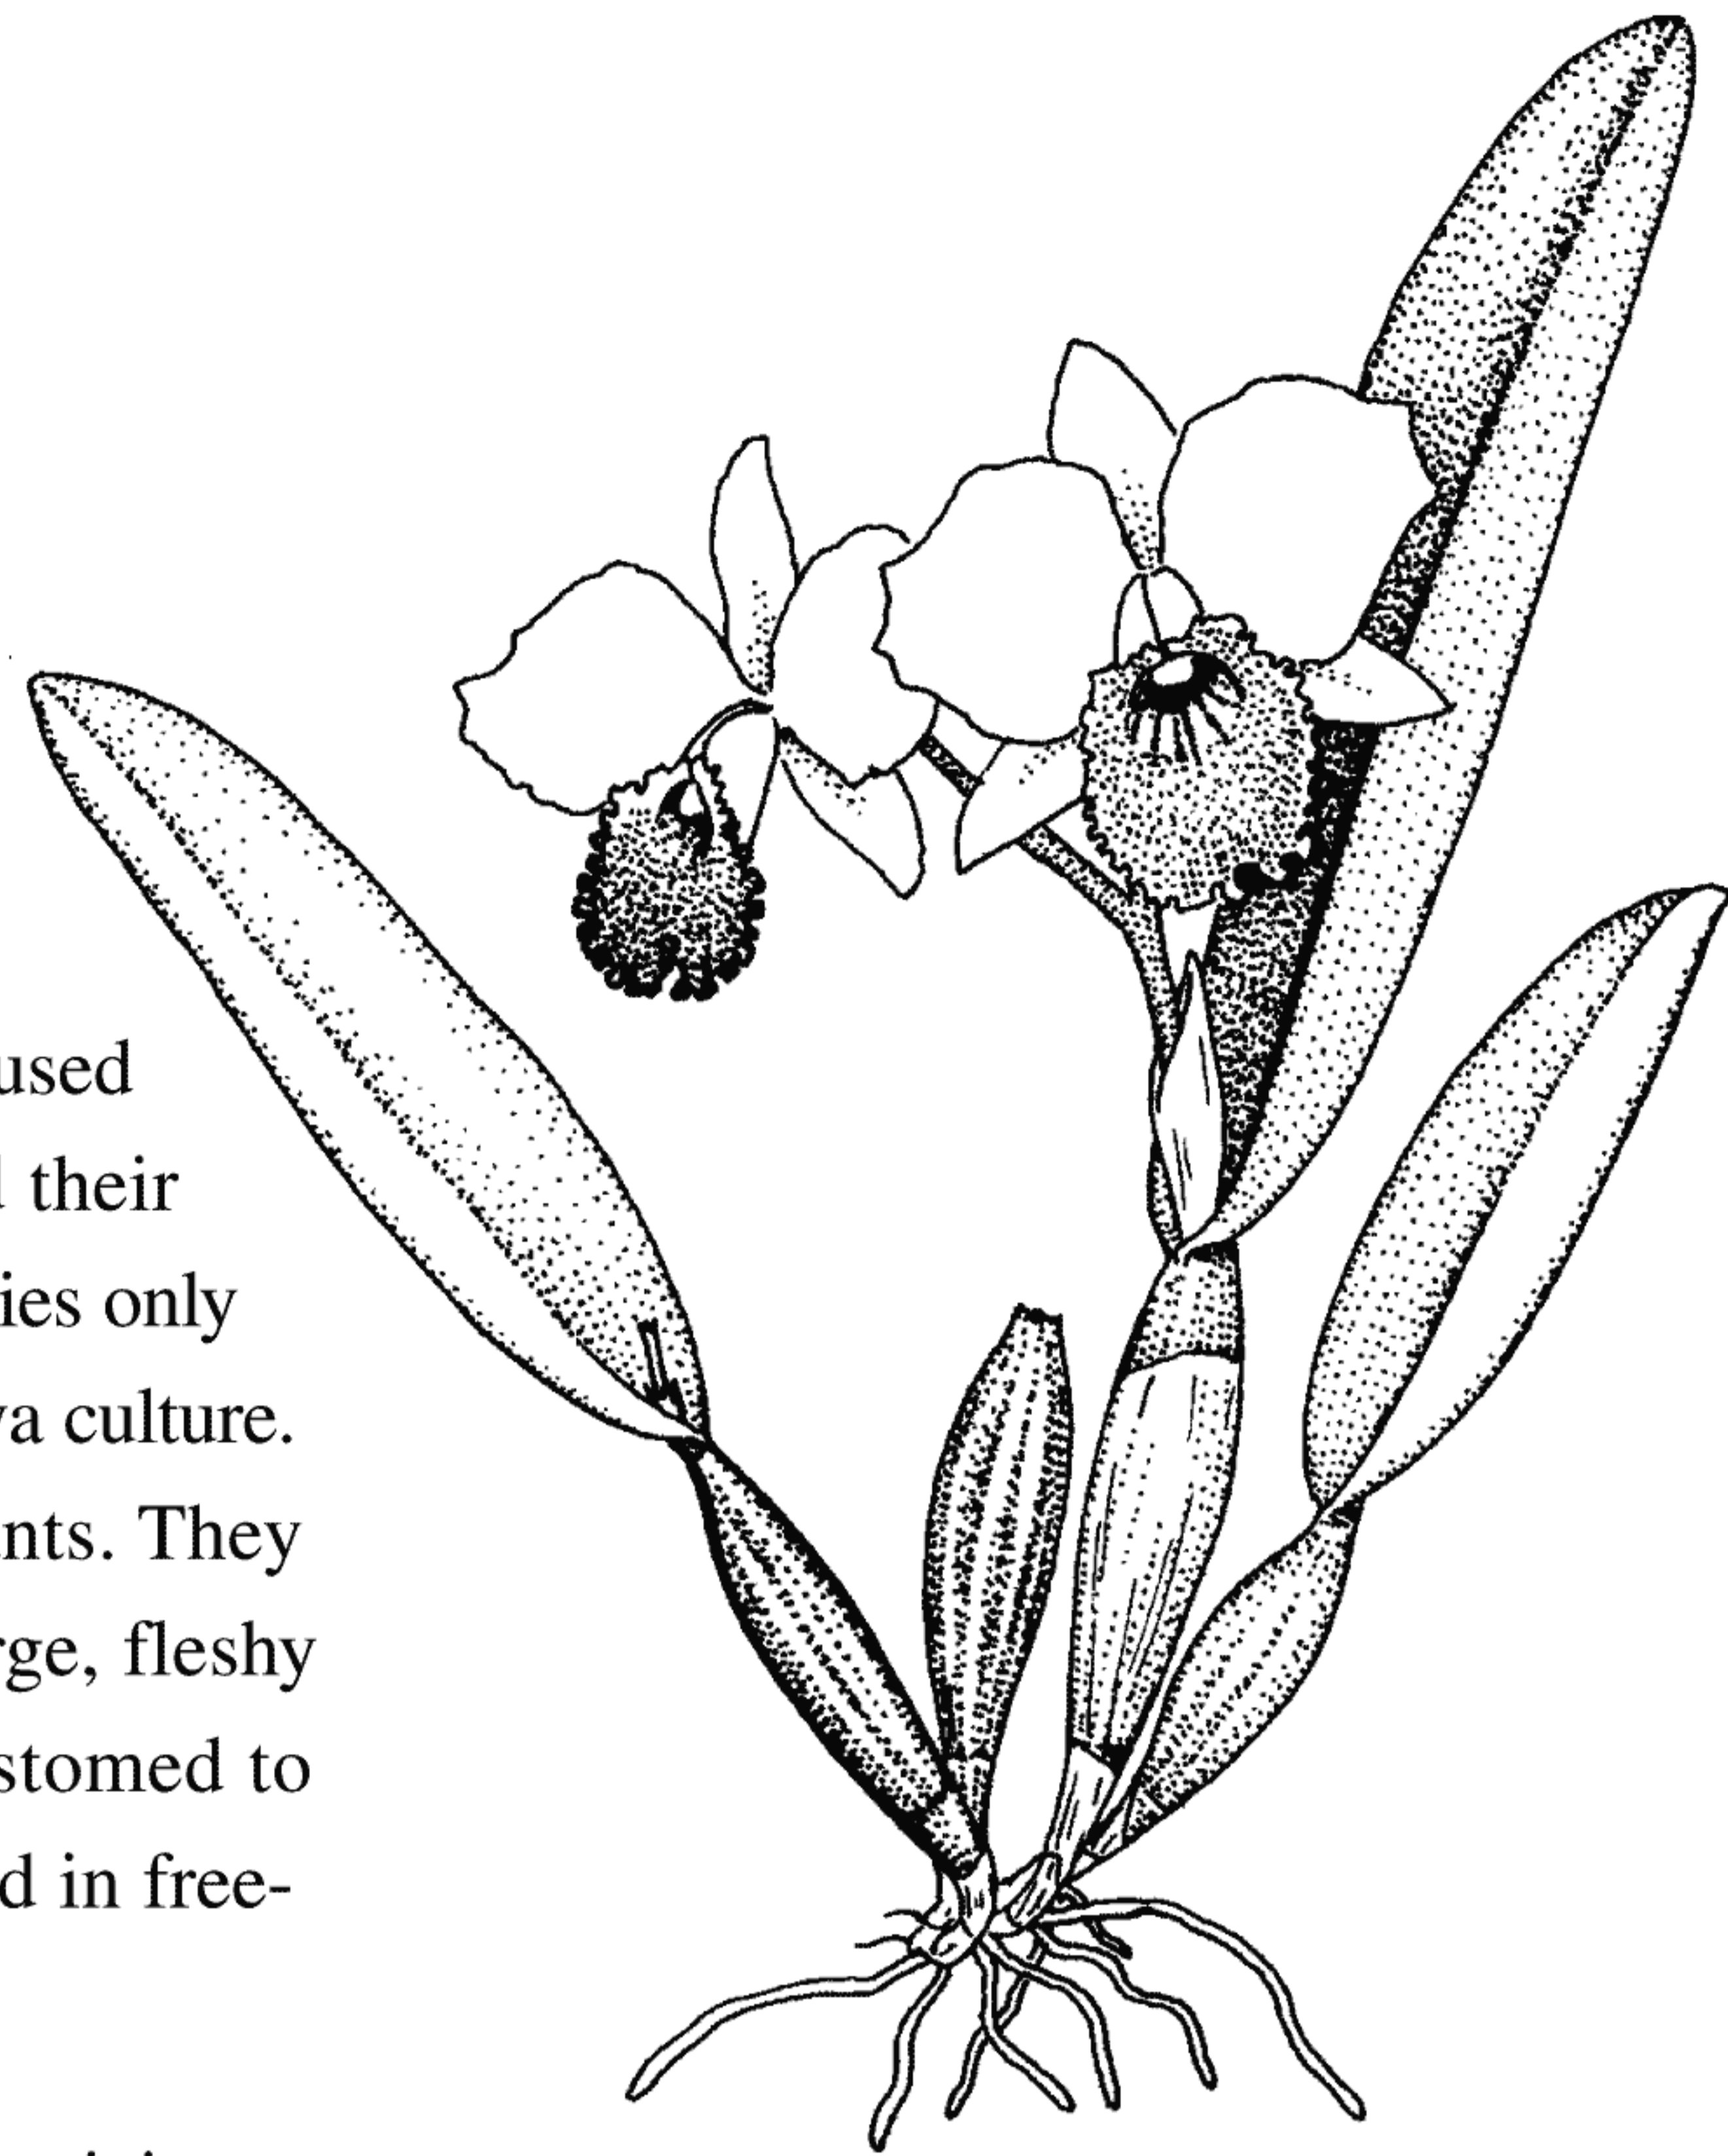 used
their
ies only
va culture.
nts. They
rge, fleshy
stomed to
d in free-